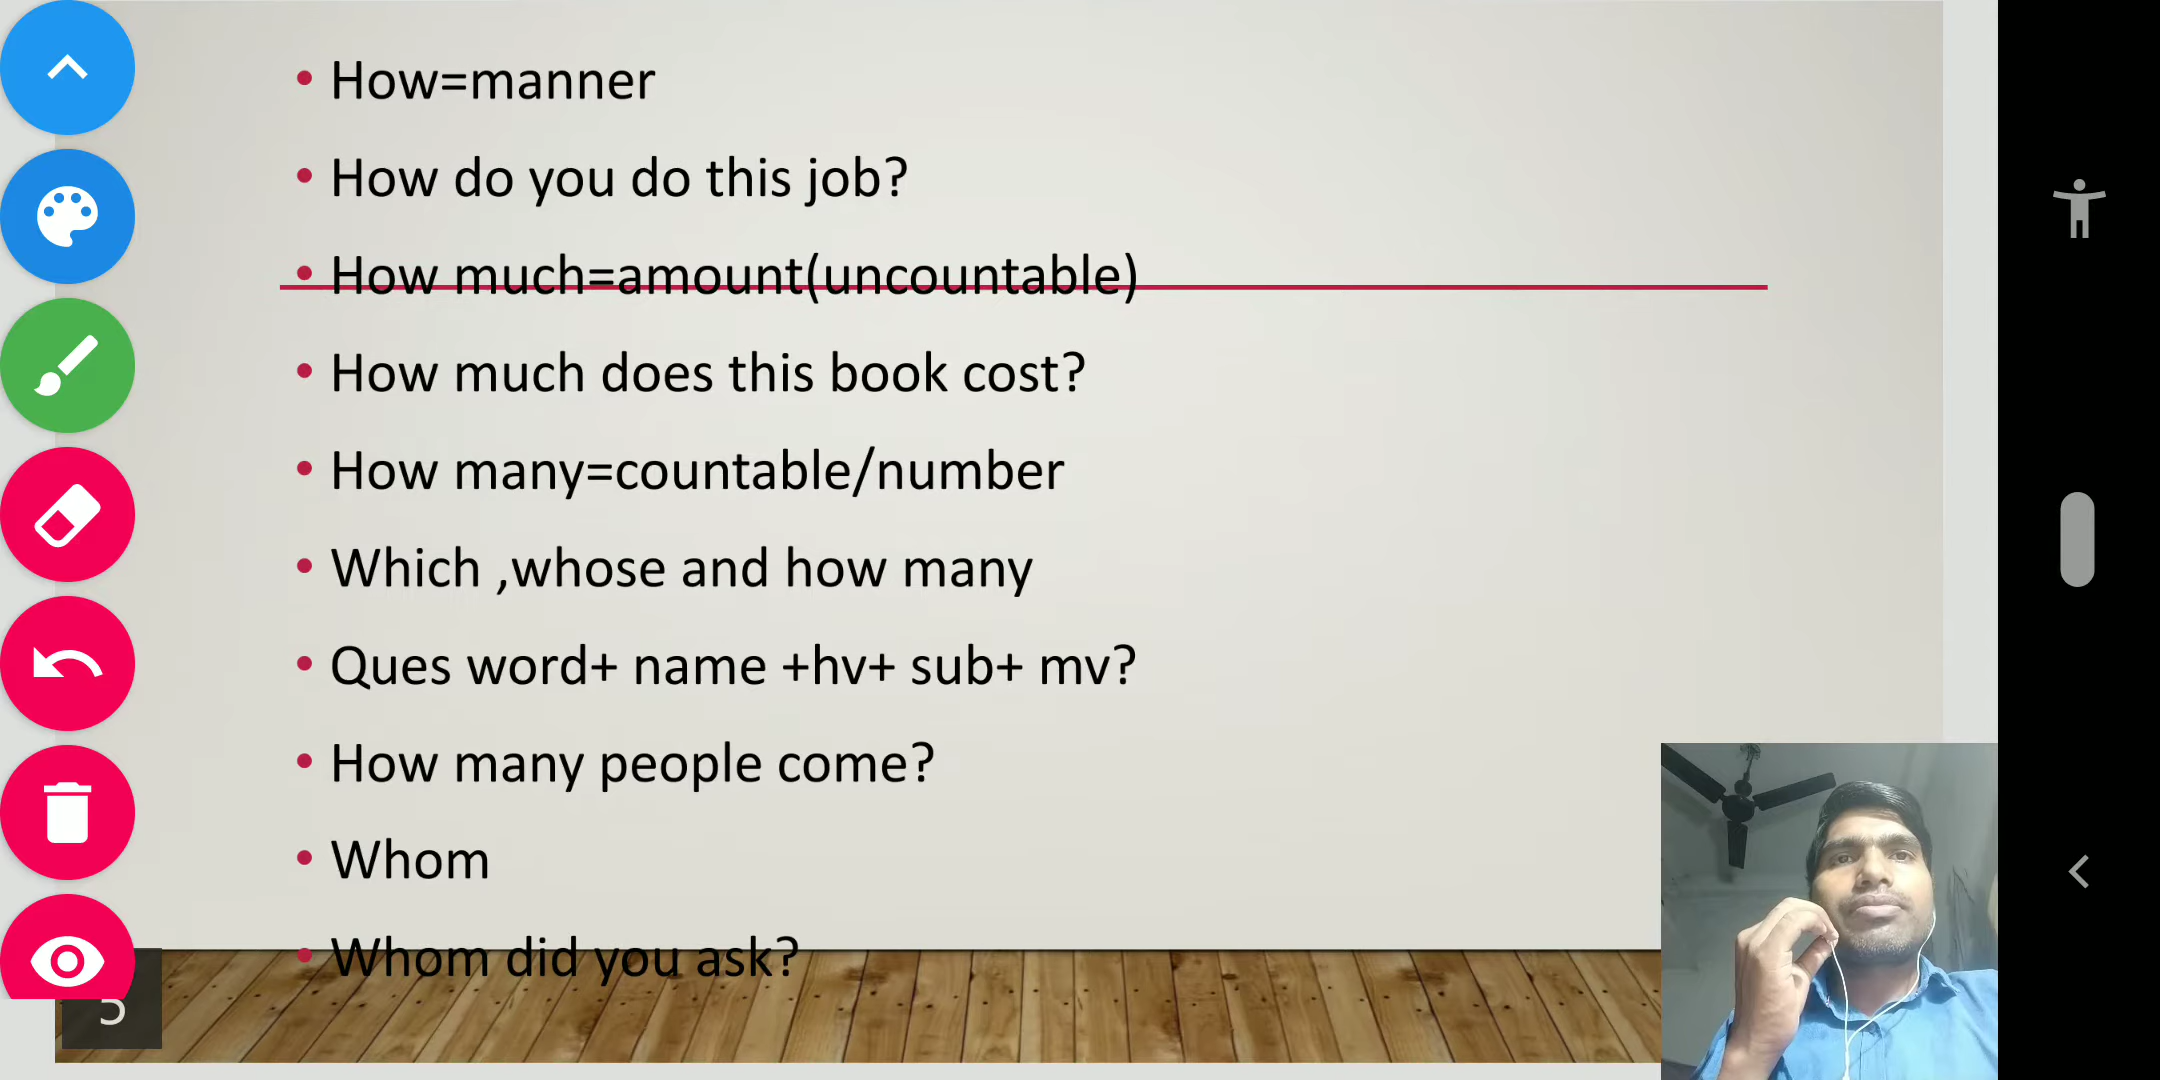 How=manner
How do you do this job?
How much=amount(uncountable)
How much does this book cost?
How many=countable/number
Which ,whose and how many
Ques word+ name +hv+ sub+ mv?
How many people come?
Whom
Whom did you ask?
5